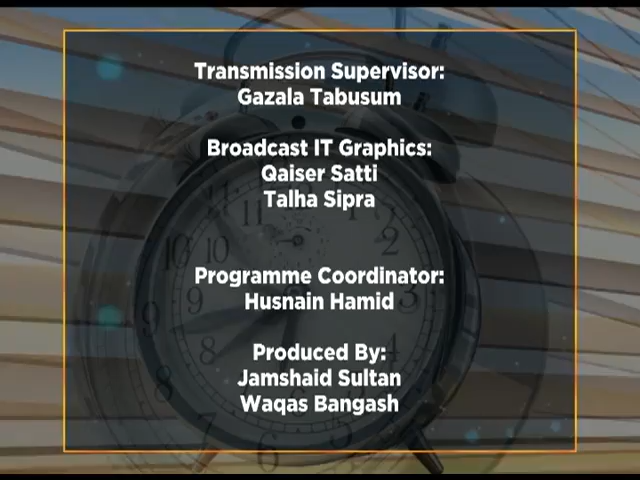 Transmission Supervisor:
Gazala Tabusum
Broadcast IT Graphics:
Qaiser Satti
Talha Sipra
Programme Coordinator:
Husnain Hamid
Produced By:
Jamshaid Sultan
Waqas Bangash